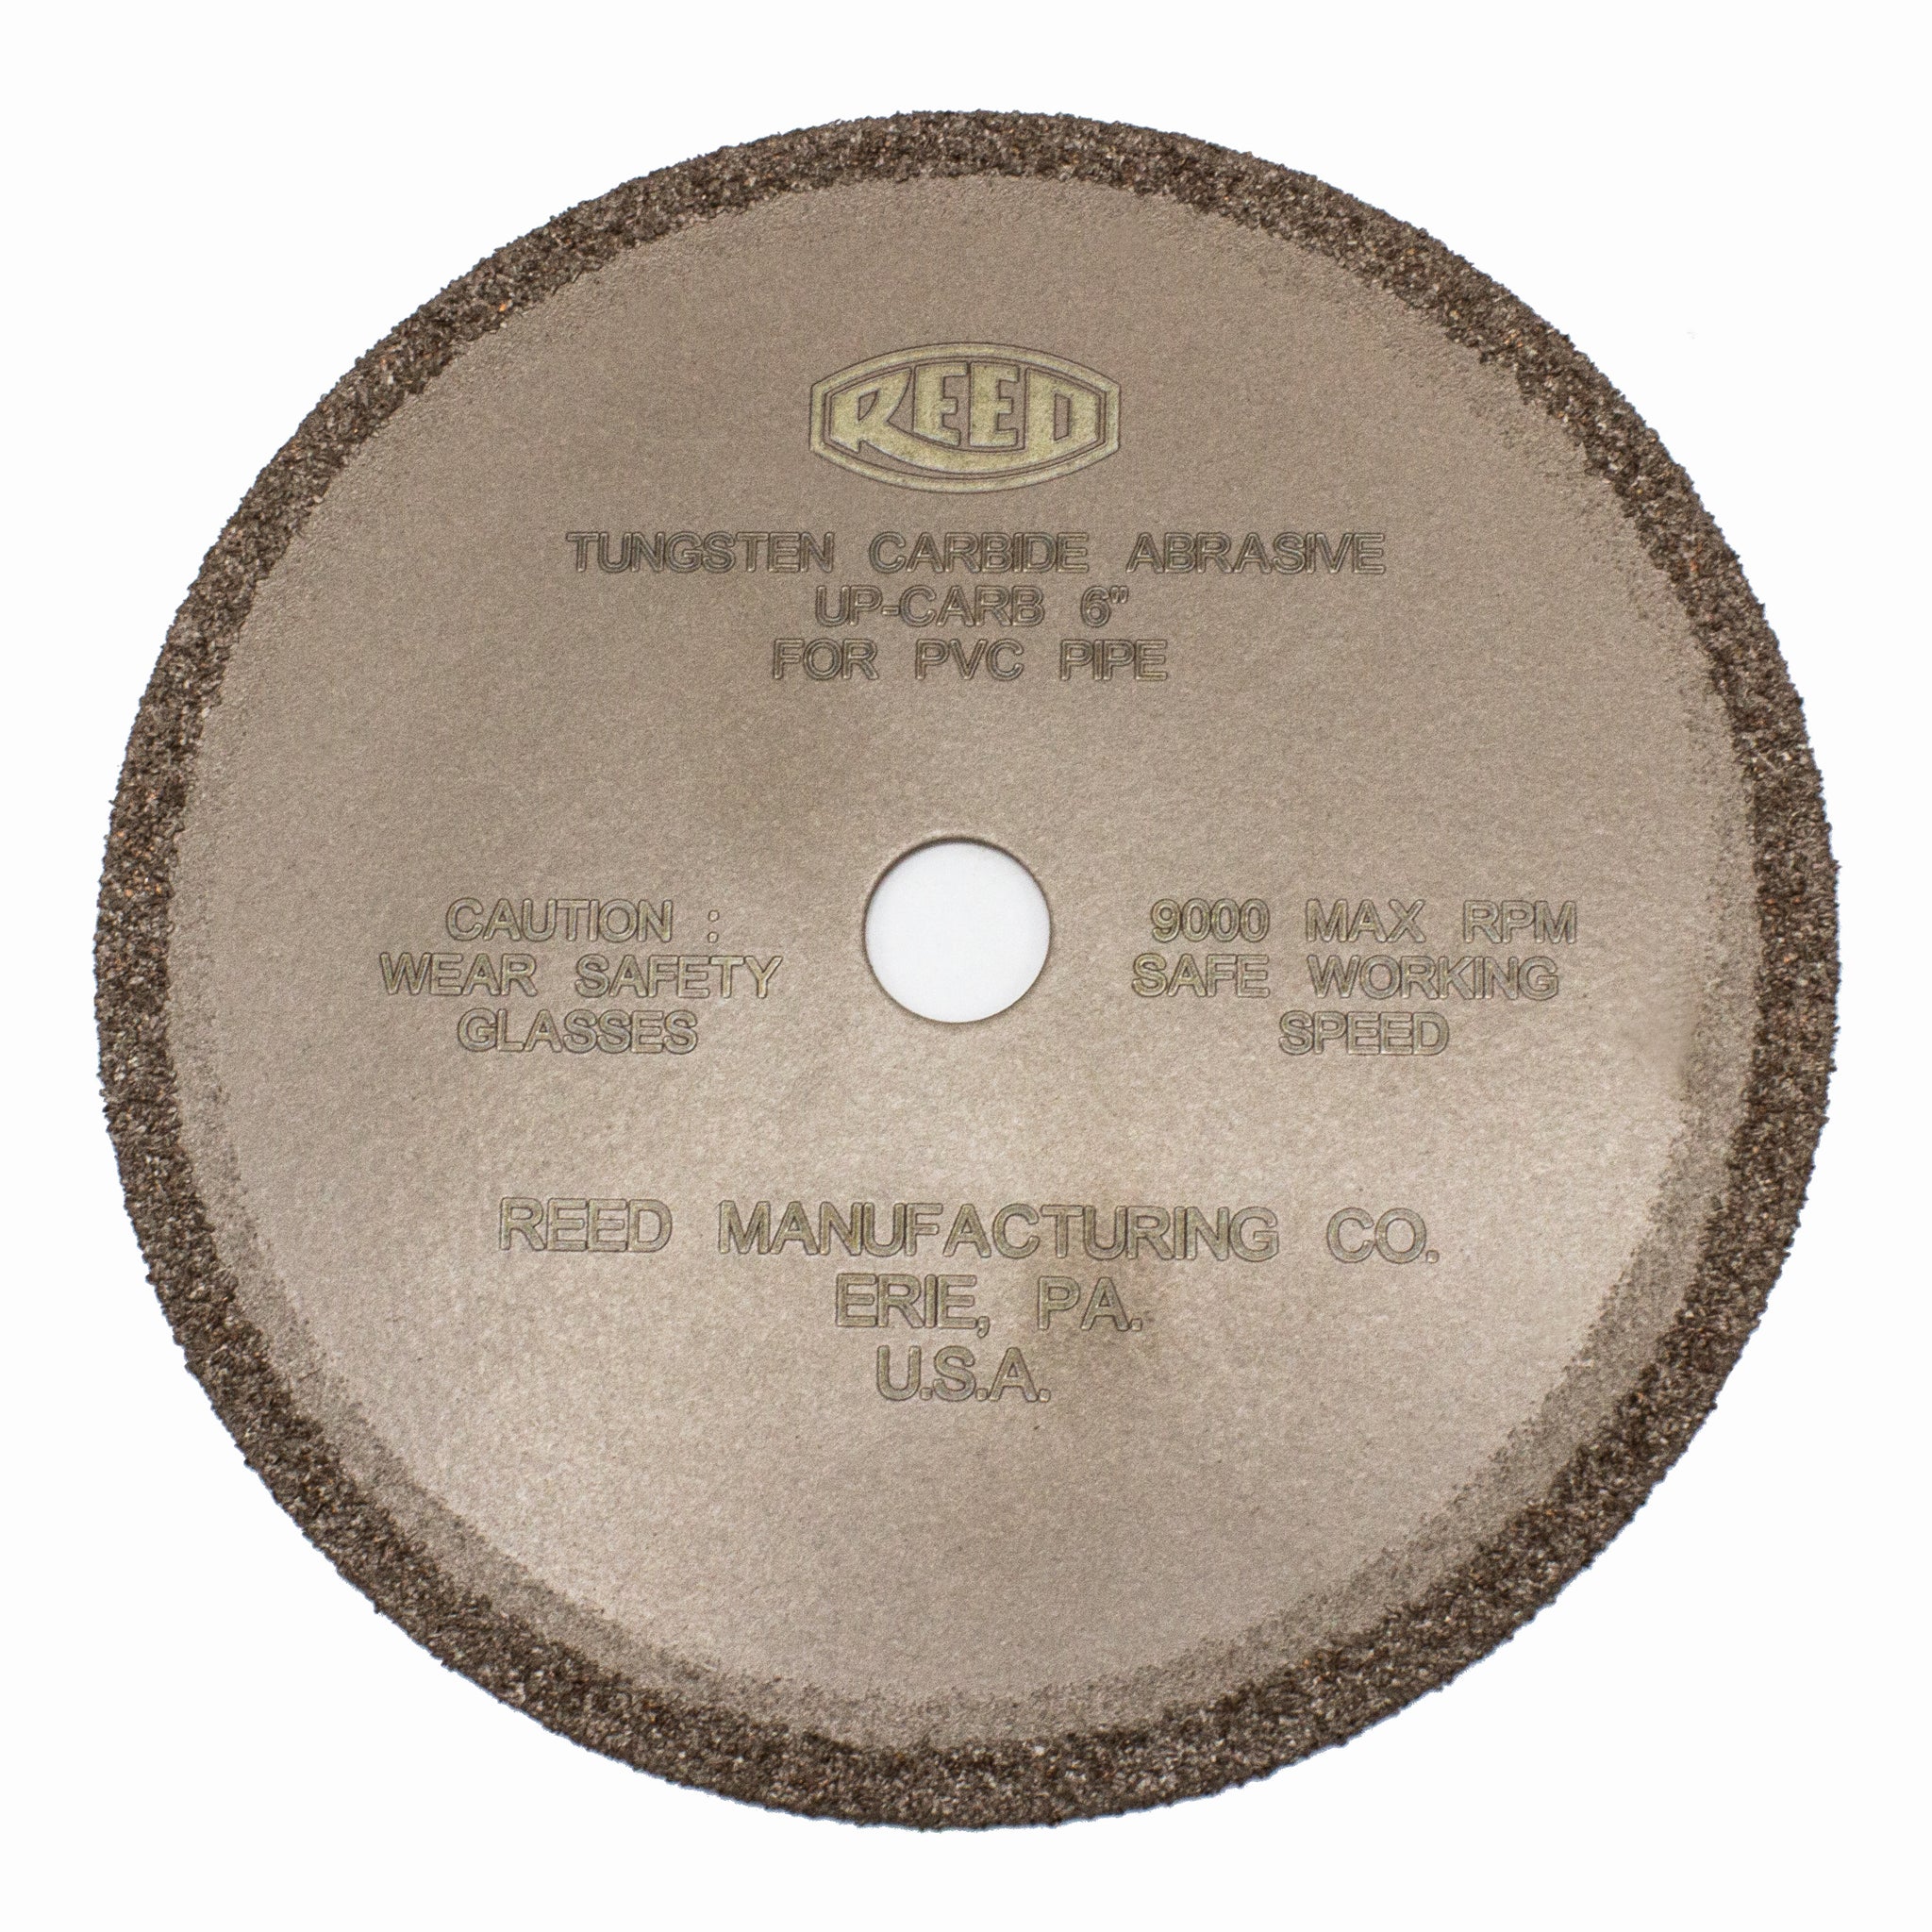 REED
TUNGSTEN CARBIDE ABRASIVE
UP-CARB 6"
FOR PVC PIPE
CAUTION :
WEAR SAFETY
GLASSES
9000 MAX RPM
SAFE WORKING
SPEED
REED MANUFACTURING CO.
ERIE, PA.
U.S.A.